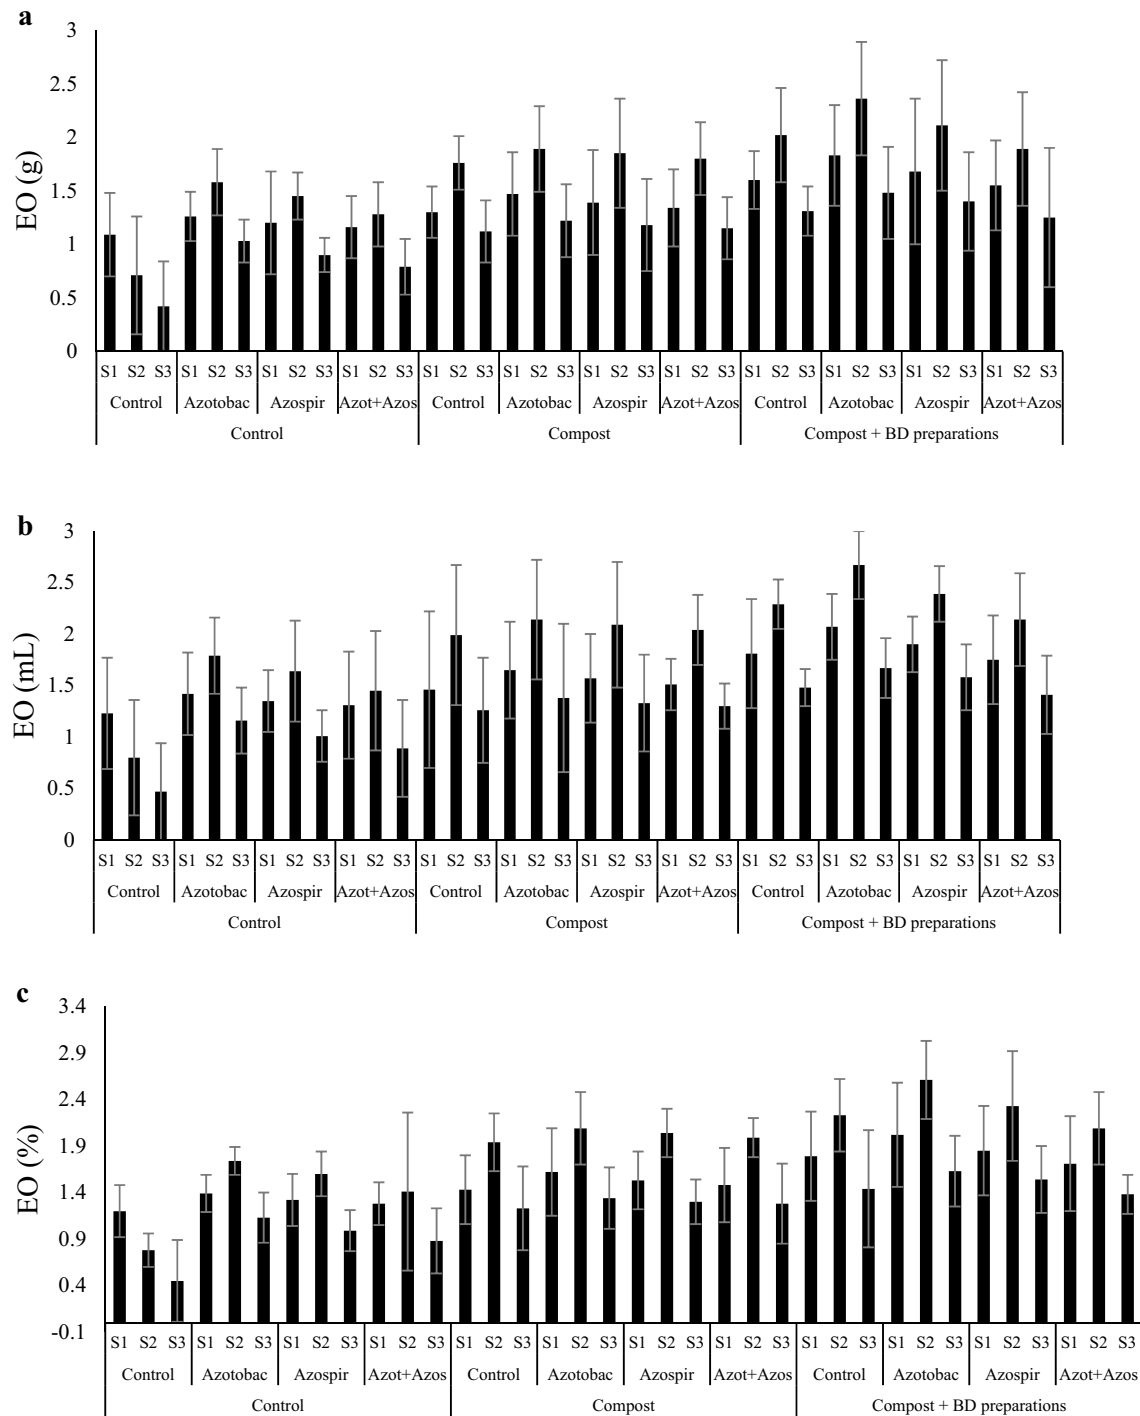 a
3
2.5
2
1.5
1
0.5
0
EO (g)
S1 S2 S3 S1 S2 S3 S1 S2 S3 S1 S2 S3 S1 S2 S3 S1 S2 S3 S1 S2 S3 S1 S2 S3 S1 S2 S3 S1 S2 S3 S1 S2 S3 S1 S2 S3
Control Azotobac Azospir Azot+Azos Control Azotobac Azospir Azot+Azos Control Azotobac Azospir Azot+Azos
Control Compost Compost + BD preparations
b
3
2.5
2
1.5
1
0.5
0
EO (mL)
S1 S2 S3 S1 S2 S3 S1 S2 S3 S1 S2 S3 S1 S2 S3 S1 S2 S3 S1 S2 S3 S1 S2 S3 S1 S2 S3 S1 S2 S3 S1 S2 S3 S1 S2 S3
Control Azotobac Azospir Azot+Azos Control Azotobac Azospir Azot+Azos Control Azotobac Azospir Azot+Azos
Control Compost Compost + BD preparations
c
3.4
2.9
2.4
1.9
1.4
0.9
0.4
-0.1
EO (%)
S1 S2 S3 S1 S2 S3 S1 S2 S3 S1 S2 S3 S1 S2 S3 S1 S2 S3 S1 S2 S3 S1 S2 S3 S1 S2 S3 S1 S2 S3 S1 S2 S3 S1 S2 S3
Control Azotobac Azospir Azot+Azos Control Azotobac Azospir Azot+Azos Control Azotobac Azospir Azot+Azos
Control Compost Compost + BD preparations